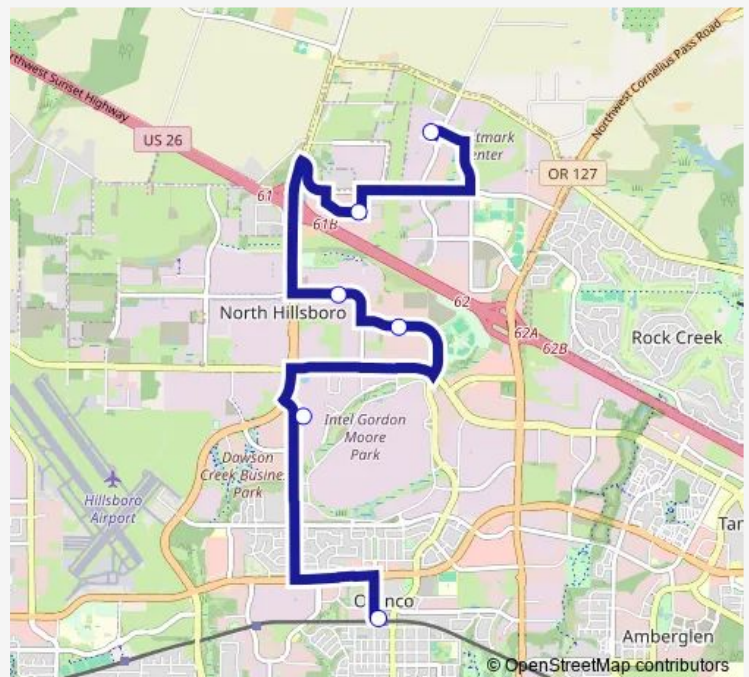 rthwest Sunset Highway
US 26
Northwest Cornelius Pass Road
tmark
enter
OR 127
61
61B
62
62A
62B
North Hillsboro
Rock Creek
Intel Gordon
Moore
Park
Dawson
Creek Busine
Park
Hillsboro
Airport
Tar
O nco
Amberglen
© OpenStreetMap contributors